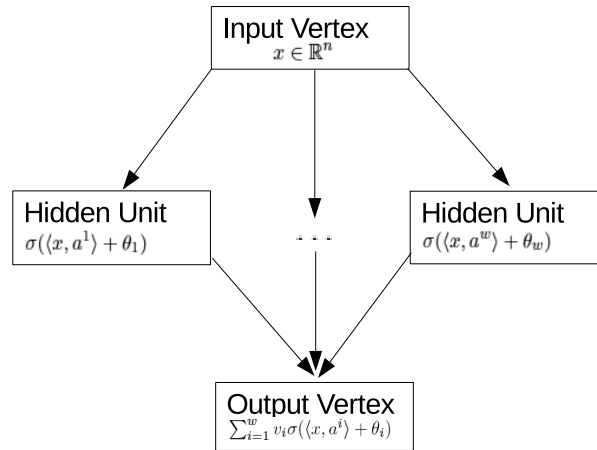 Input Vertex
x ∈ ℝⁿ
Hidden Unit
σ(⟨x, a¹⟩ + θ₁)
...
Hidden Unit
σ(⟨x, aʷ⟩ + θ_w)
Output Vertex
∑ᵢ₌₁ʷ vᵢσ(⟨x, aⁱ⟩ + θᵢ)